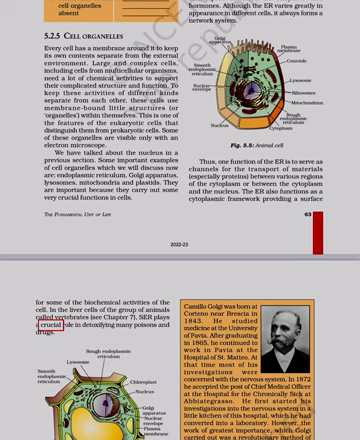 cell organelles
absent
hormones. Although the ER varies greatly in
appearance in different cells, it always forms a
network system.
5.2.5 CELL ORGANELLES
Every cell has a membrane around it to keep
its own contents separate from the external
environment. Large and complex cells,
including cells from multicellular organisms,
need a lot of chemical activities to support
their complicated structure and function. To
keep these activities of different kinds
separate from each other, these cells use
membrane-bound little structures (or
'organelles') within themselves. This is one of
the features of the eukaryotic cells that
distinguish them from prokaryotic cells. Some
of these organelles are visible only with an
electron microscope.
We have talked about the nucleus in a
previous section. Some important examples
of cell organelles which we will discuss now
are: endoplasmic reticulum, Golgi apparatus,
lysosomes, mitochondria and plastids. They
are important because they carry out some
very crucial functions in cells.
Golgi
apparatus
Plasma
membrane
Centriole
Smooth
endoplasmic
reticulum
Lysosome
Nuclear
envelope
Ribosomes
Mitochondrion
Rough
endoplasmic
reticulum
Nucleus
Cytoplasm
Fig. 5.5: Animal cell
Thus, one function of the ER is to serve as
channels for the transport of materials
(especially proteins) between various regions
of the cytoplasm or between the cytoplasm
and the nucleus. The ER also functions as a
cytoplasmic framework providing a surface
THE FUNDAMENTAL UNIT OF LIFE
63
2022-23
for some of the biochemical activities of the
cell. In the liver cells of the group of animals
called vertebrates (see Chapter 7), SER plays
a crucial role in detoxifying many poisons and
drugs.
Rough endoplasmic
reticulum
Lysosome
Smooth
endoplasmic
reticulum
Chloroplast
Nucleus
Golgi
apparatus
Nuclear
envelope
Plasma
membrane
Camillo Golgi was born at
Corteno near Brescia in
1843. He studied
medicine at the University
of Pavia. After graduating
in 1865, he continued to
work in Pavia at the
Hospital of St. Matteo. At
that time most of his
investigations were
concerned with the nervous system. In 1872
he accepted the post of Chief Medical Officer
at the Hospital for the Chronically Sick at
Abbiategrasso. He first started his
investigations into the nervous system in a
little kitchen of this hospital, which he had
converted into a laboratory. However, the
work of greatest importance, which Golgi
carried out was a revolutionary method of